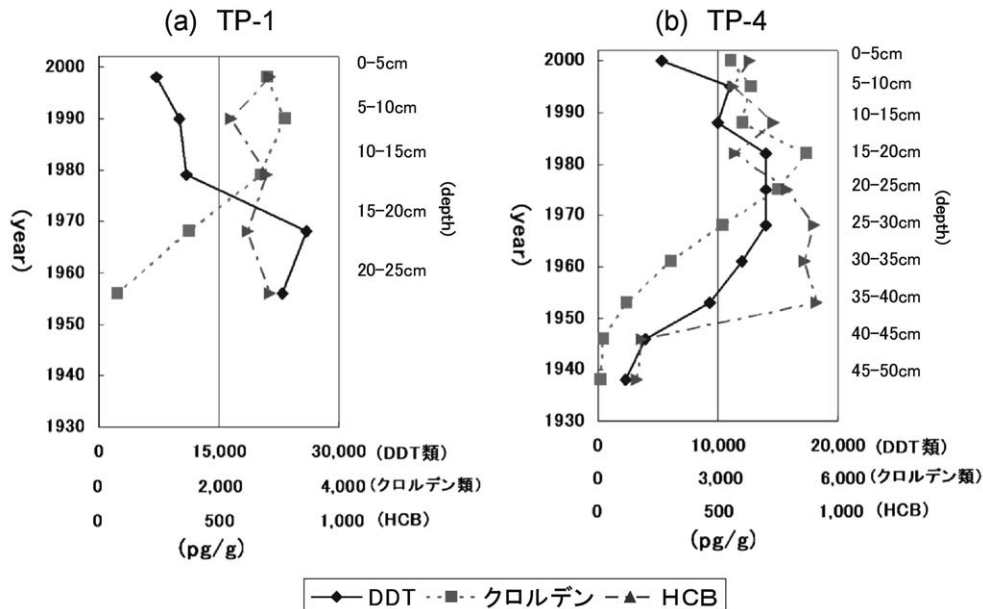 (a) TP-1
2000
1990
1980
1970
1960
1950
1940
1930
(year)
0-5cm
5-10cm
10-15cm
15-20cm
20-25cm
(depth)
0 15,000 30,000 (DDT類)
0 2,000 4,000 (クロルデン類)
0 500 1,000 (HCB)
(pg/g)
(b) TP-4
2000
1990
1980
1970
1960
1950
1940
1930
(year)
0-5cm
5-10cm
10-15cm
15-20cm
20-25cm
25-30cm
30-35cm
35-40cm
40-45cm
45-50cm
(depth)
0 10,000 20,000 (DDT類)
0 3,000 6,000 (クロルデン類)
0 500 1,000 (HCB)
(pg/g)
DDT クロルデン HCB